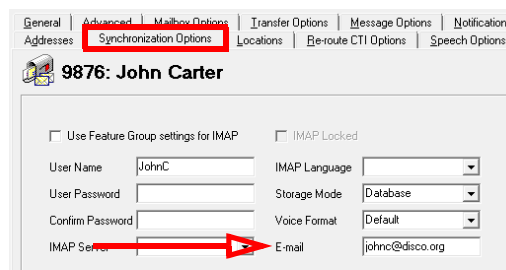 General Advanced Mailbox Options Transfer Options Message Options Notification
Addresses Synchronization Options Locations Re-route CTI Options Speech Options
9876: John Carter
Use Feature Group settings for IMAP IMAP Locked
User Name JohnC IMAP Language
User Password Storage Mode Database
Confirm Password Voice Format Default
IMAP Server E-mail johnc@disco.org